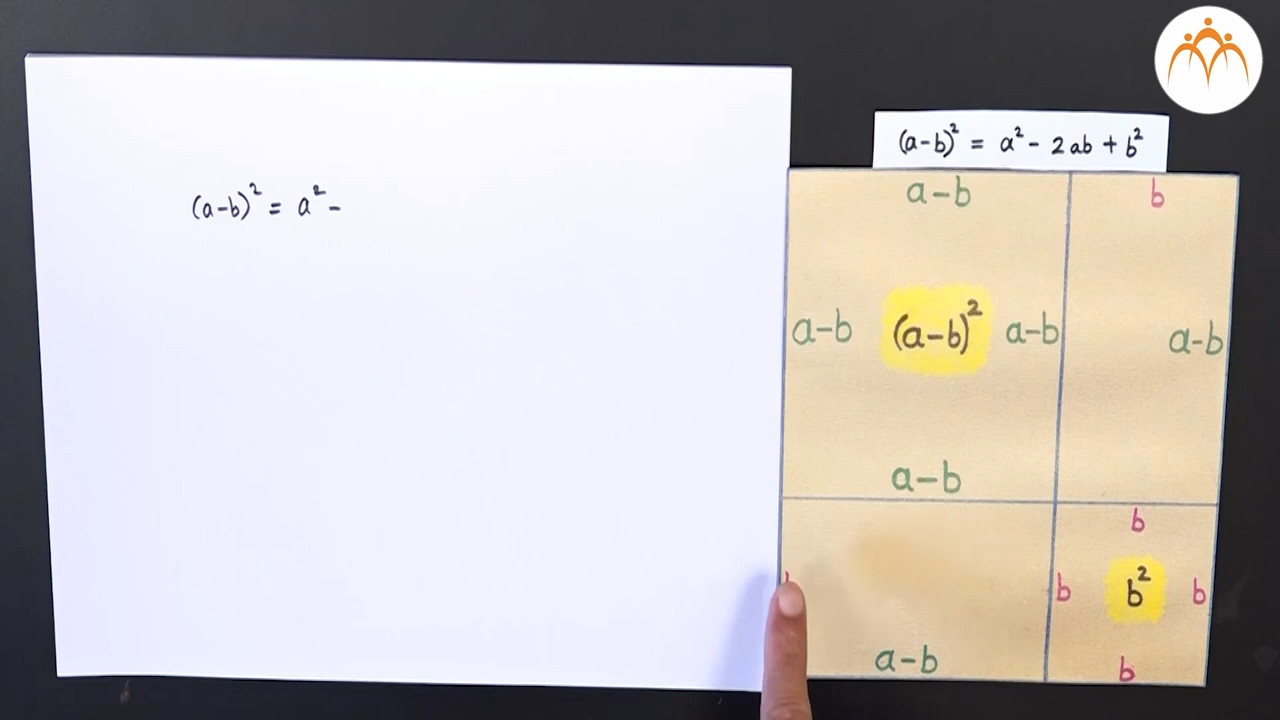 (a-b)² = a² - 2ab + b²
(a-b)² = a² -
a-b b
a-b (a-b)² a-b a-b
a-b
b
b b² b
a-b b